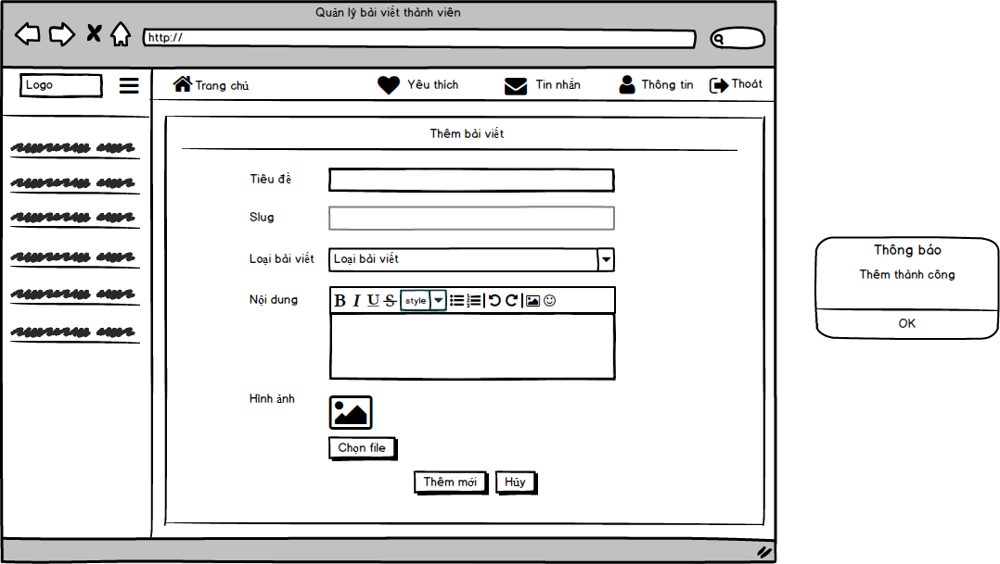 Quản lý bài viết thành viên
http://
Logo
Trang chủ
Yêu thích
Tin nhắn
Thông tin
Thoát
Thêm bài viết
Tiêu đề
Slug
Loại bài viết
Loại bài viết
Nội dung
B I U S style
Hình ảnh
Chọn file
Thêm mới
Hủy
Thông báo
Thêm thành công
OK